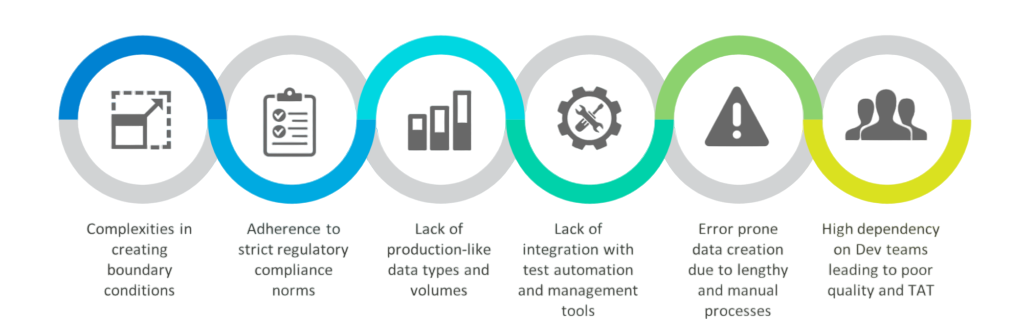 Complexities in
creating
boundary
conditions
Adherence to
strict regulatory
compliance
norms
Lack of
production-like
data types and
volumes
Lack of
integration with
test automation
and management
tools
Error prone
data creation
due to lengthy
and manual
processes
High dependency
on Dev teams
leading to poor
quality and TAT